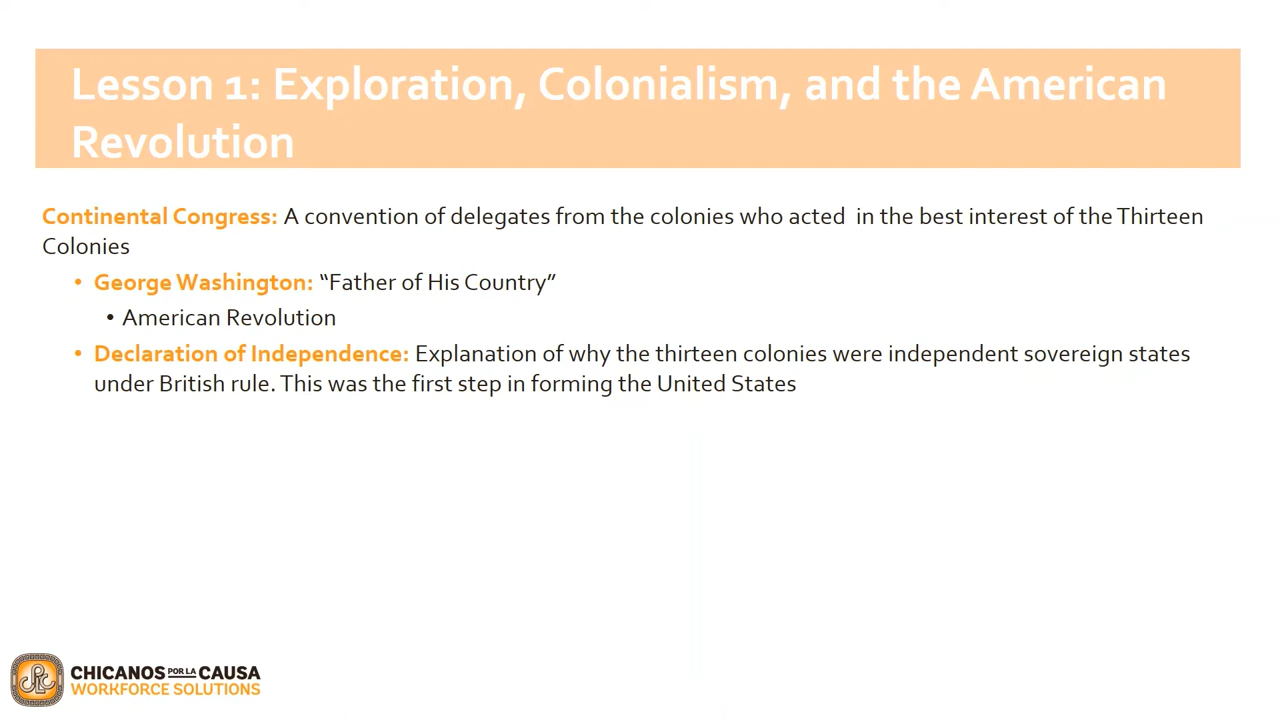 Lesson 1: Exploration, Colonialism, and the American
Revolution
Continental Congress: A convention of delegates from the colonies who acted  in the best interest of the Thirteen
Colonies
• George Washington: “Father of His Country”
• American Revolution
• Declaration of Independence: Explanation of why the thirteen colonies were independent sovereign states
under British rule. This was the first step in forming the United States
CHICANOS POR LA CAUSA
WORKFORCE SOLUTIONS